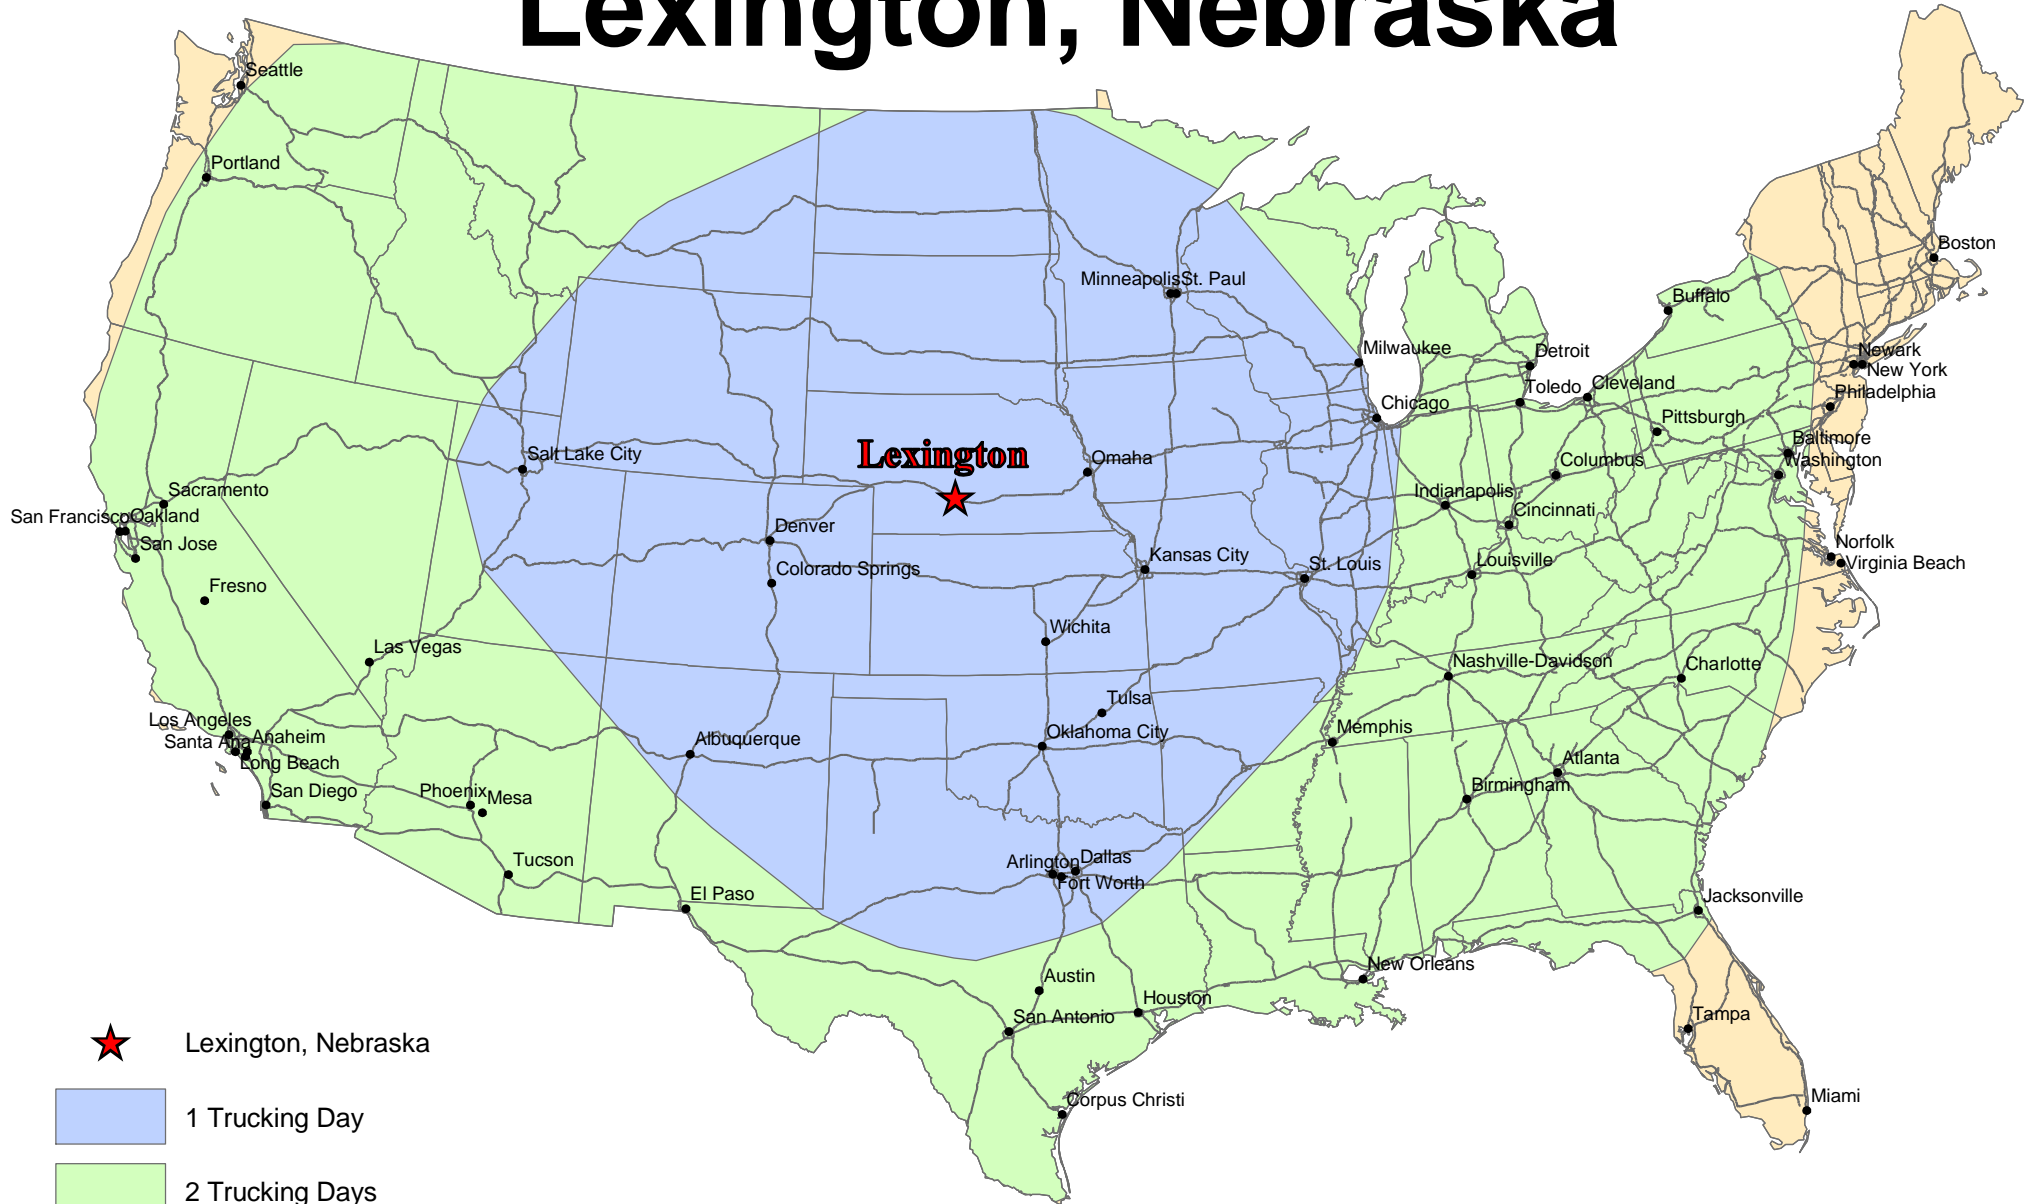 Lexington, Nebraska
Seattle
Portland
Boston
MinneapolisSt. Paul
Buffalo
Milwaukee
Detroit
Newark
New York
Toledo
Cleveland
Philadelphia
Chicago
Pittsburgh
Baltimore
Washington
Lexington
Salt Lake City
Omaha
Columbus
Sacramento
Indianapolis
San Francisco
Oakland
Cincinnati
Denver
San Jose
Norfolk
Virginia Beach
Kansas City
St. Louis
Louisville
Colorado Springs
Fresno
Wichita
Las Vegas
Nashville-Davidson
Charlotte
Tulsa
Los Angeles
Santa Ana
Anaheim
Long Beach
Albuquerque
Oklahoma City
Memphis
Atlanta
San Diego
Phoenix
Mesa
Birmingham
Tucson
Arlington
Dallas
Fort Worth
El Paso
Jacksonville
Austin
New Orleans
Houston
San Antonio
Tampa
Corpus Christi
Miami
Lexington, Nebraska
1 Trucking Day
2 Trucking Days